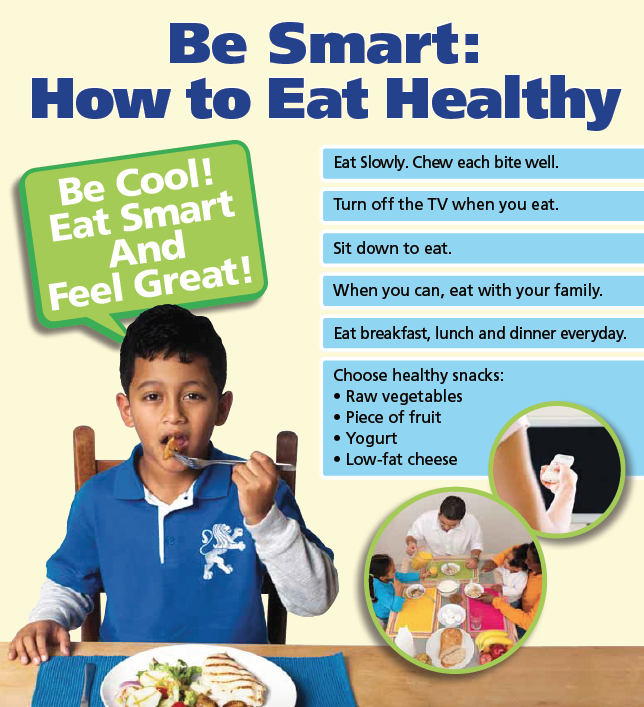 Be Smart:
How to Eat Healthy
Be Cool!
Eat Smart
And
Feel Great!
Eat Slowly. Chew each bite well.
Turn off the TV when you eat.
Sit down to eat.
When you can, eat with your family.
Eat breakfast, lunch and dinner everyday.
Choose healthy snacks:
• Raw vegetables
• Piece of fruit
• Yogurt
• Low-fat cheese